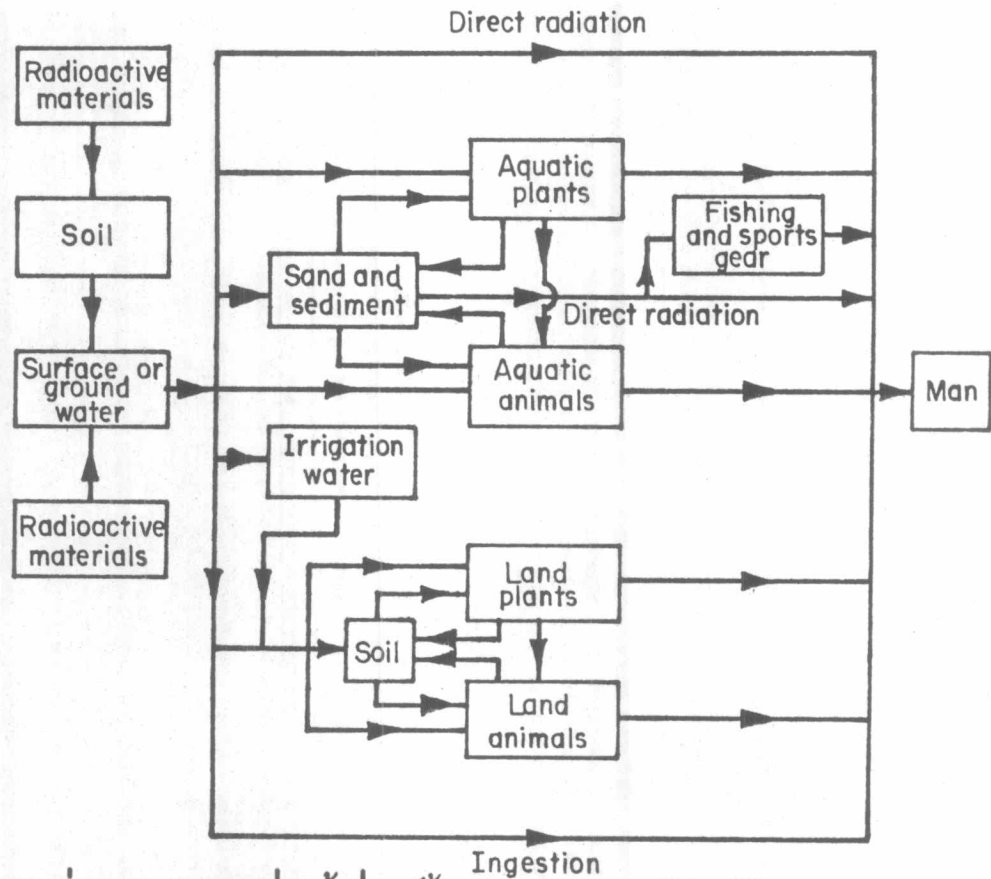 Direct radiation
Radioactive
materials
Soil
Surface or
ground
water
Radioactive
materials
Aquatic
plants
Fishing
and sports
gear
Sand and
sediment
Direct radiation
Aquatic
animals
Man
Irrigation
water
Land
plants
Soil
Land
animals
Ingestion